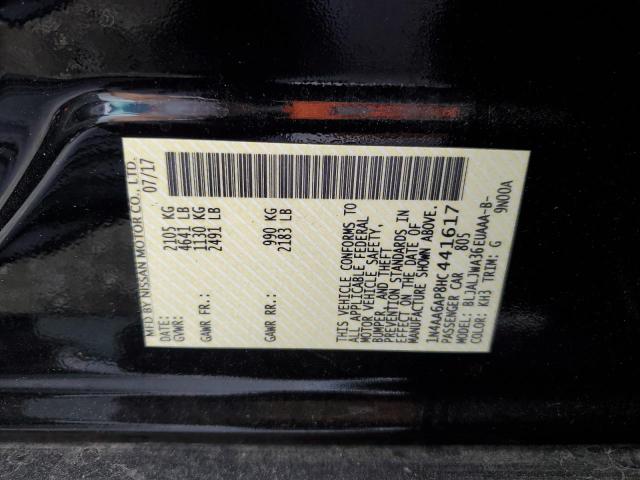 MFD BY NISSAN MOTOR CO., LTD.
DATE: 07/17
GVWR: 2105 KG
4641 LB
GAWR FR.: 1130 KG
2491 LB
GAWR RR: 990 KG
2183 LB
THIS VEHICLE CONFORMS TO
ALL APPLICABLE FEDERAL
MOTOR VEHICLE SAFETY,
BUMPER, AND THEFT
PREVENTION STANDARDS IN
EFFECT ON THE DATE OF
MANUFACTURE SHOWN ABOVE.
1N4AA6AP8HC441617
PASSENGER CAR 805
MODEL: BLJALJWA36EUAAA-B-
COLOR: KH3 TRIM: G 9N00A